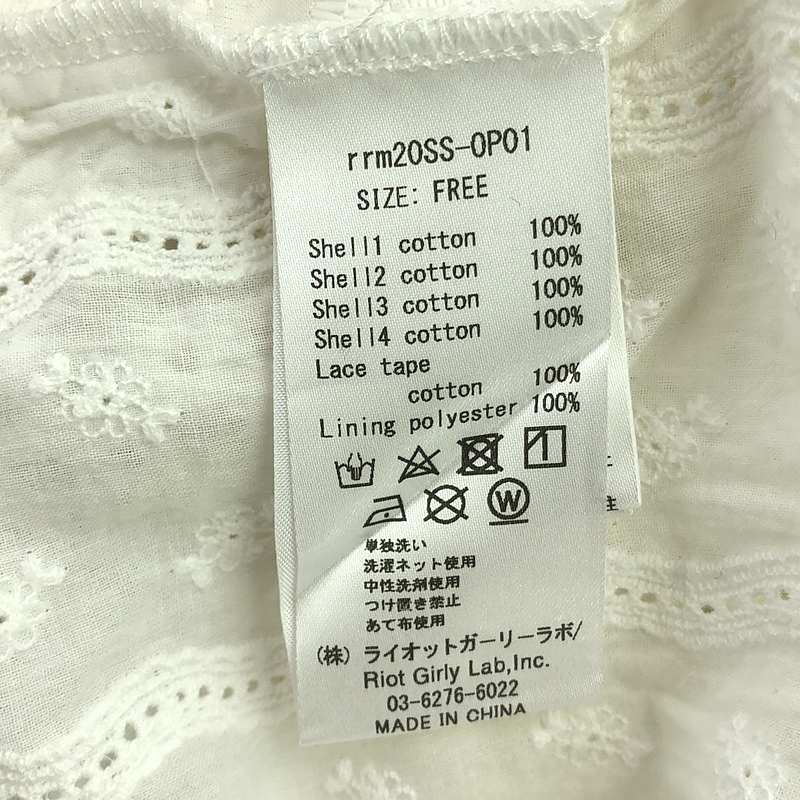 rrm20SS-OP01
SIZE: FREE
Shell1 cotton 100%
Shell2 cotton 100%
Shell3 cotton 100%
Shell4 cotton 100%
Lace tape
cotton 100%
Lining polyester 100%
W
単独洗い
洗濯ネット使用
中性洗剤使用
つけ置き禁止
あて布使用
(株) ライオットガーリーラボ/
Riot Girly Lab,Inc.
03-6276-6022
MADE IN CHINA